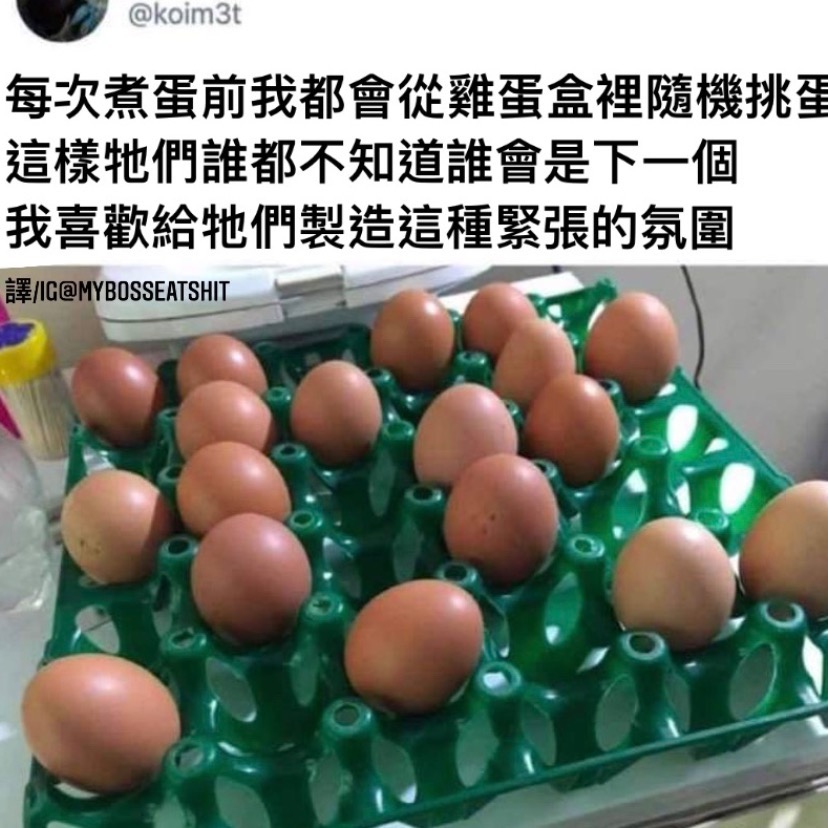 @koim3t
每次煮蛋前我都會從雞蛋盒裡隨機挑蛋
這樣牠們誰都不知道誰會是下一個
我喜歡給牠們製造這種緊張的氛圍
譯/IG@MYBOSSEATSHIT